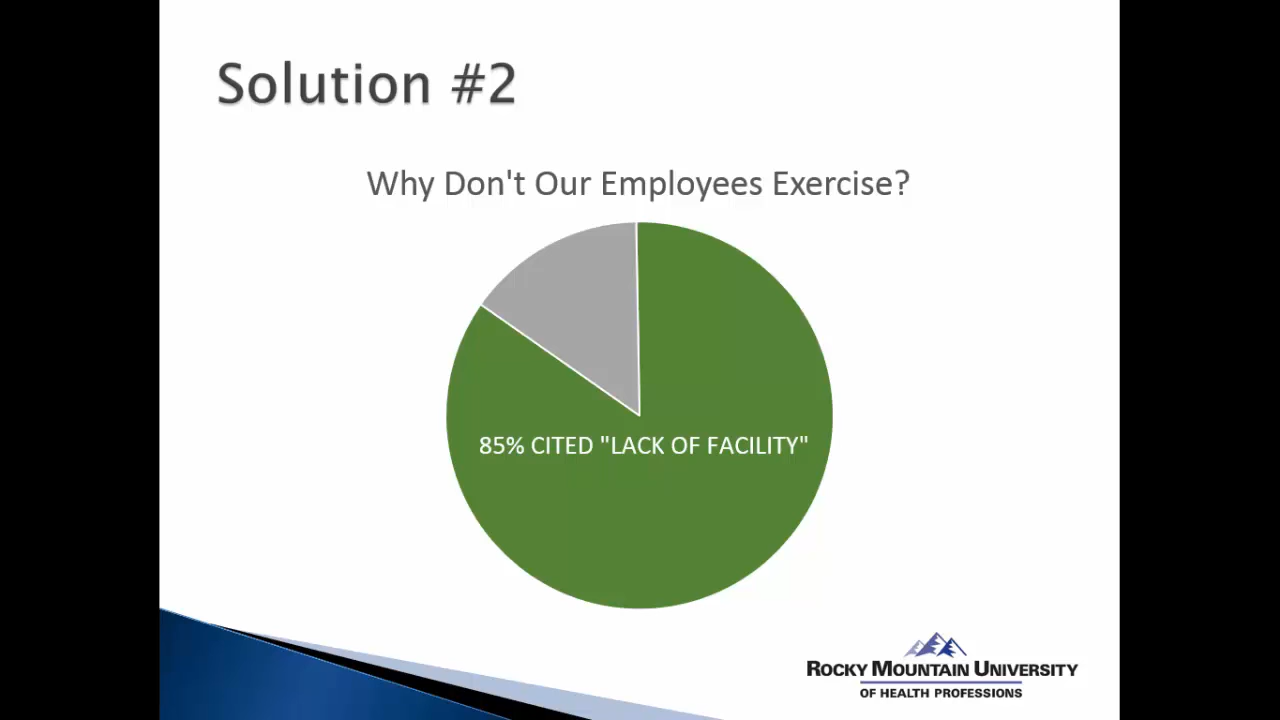 Solution #2
Why Don't Our Employees Exercise?
85% CITED "LACK OF FACILITY"
ROCKY MOUNTAIN UNIVERSITY
OF HEALTH PROFESSIONS